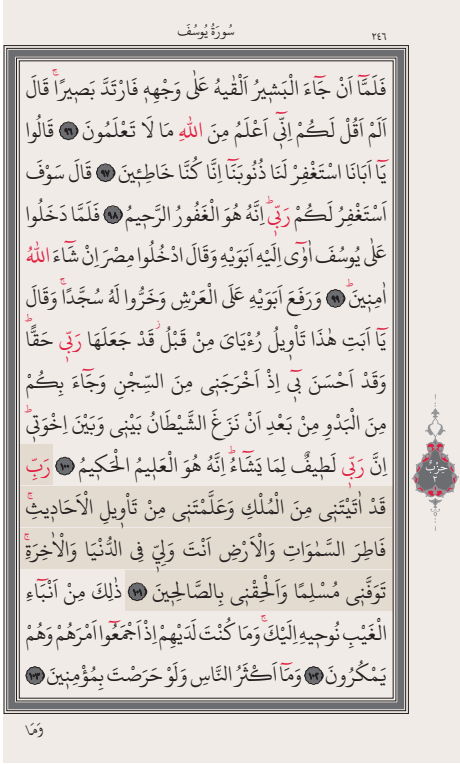 سُورَةُ يُوسُفَ
٢٤٦
فَلَمَّٓا اَنْ جَٓاءَ الْبَش۪يرُ اَلْقٰيهُ عَلٰى وَجْهِه۪ فَارْتَدَّ بَص۪يرًاۚ قَالَ
اَلَمْ اَقُلْ لَكُمْ اِنّ۪ٓي اَعْلَمُ مِنَ اللّٰهِ مَا لَا تَعْلَمُونَ ٩٦ قَالُوا
يَٓا اَبَانَا اسْتَغْفِرْ لَنَا ذُنُوبَنَٓا اِنَّا كُنَّا خَاطِـ۪ٔينَ ٩٧ قَالَ سَوْفَ
اَسْتَغْفِرُ لَكُمْ رَبّ۪يۜ اِنَّهُ هُوَ الْغَفُورُ الرَّح۪يمُ ٩٨ فَلَمَّا دَخَلُوا
عَلٰى يُوسُفَ اٰوٰٓى اِلَيْهِ اَبَوَيْهِ وَقَالَ ادْخُلُوا مِصْرَ اِنْ شَٓاءَ اللّٰهُ
اٰمِن۪ينَۜ ٩٩ وَرَفَعَ اَبَوَيْهِ عَلَى الْعَرْشِ وَخَرُّوا لَهُ سُجَّدًاۚ وَقَالَ
يَٓا اَبَتِ هٰذَا تَأْو۪يلُ رُءْيَايَ مِنْ قَبْلُۘ قَدْ جَعَلَهَا رَبّ۪ي حَقًّاۜ
وَقَدْ اَحْسَنَ ب۪ٓي اِذْ اَخْرَجَن۪ي مِنَ السِّجْنِ وَجَٓاءَ بِكُمْ
مِنَ الْبَدْوِ مِنْ بَعْدِ اَنْ نَزَغَ الشَّيْطَانُ بَيْن۪ي وَبَيْنَ اِخْوَت۪يۜ
اِنَّ رَبّ۪ي لَط۪يفٌ لِمَا يَشَٓاءُۜ اِنَّهُ هُوَ الْعَل۪يمُ الْحَك۪يمُ ١٠٠ رَبِّ
قَدْ اٰتَيْتَن۪ي مِنَ الْمُلْكِ وَعَلَّمْتَن۪ي مِنْ تَأْو۪يلِ الْاَحَاد۪يثِۚ
فَاطِرَ السَّمٰوَاتِ وَالْاَرْضِ اَنْتَ وَلِيّ۪ فِي الدُّنْيَا وَالْاٰخِرَةِۚ
تَوَفَّن۪ي مُسْلِمًا وَاَلْحِقْن۪ي بِالصَّالِح۪ينَ ١٠١ ذٰلِكَ مِنْ اَنْبَٓاءِ
الْغَيْبِ نُوح۪يهِ اِلَيْكَۚ وَمَا كُنْتَ لَدَيْهِمْ اِذْ اَجْمَعُٓوا اَمْرَهُمْ وَهُمْ
يَمْكُرُونَ ١٠٢ وَمَٓا اَكْثَرُ النَّاسِ وَلَوْ حَرَصْتَ بِمُؤْمِن۪ينَ ١٠٣
حِزْبُ
٢
وَمَا